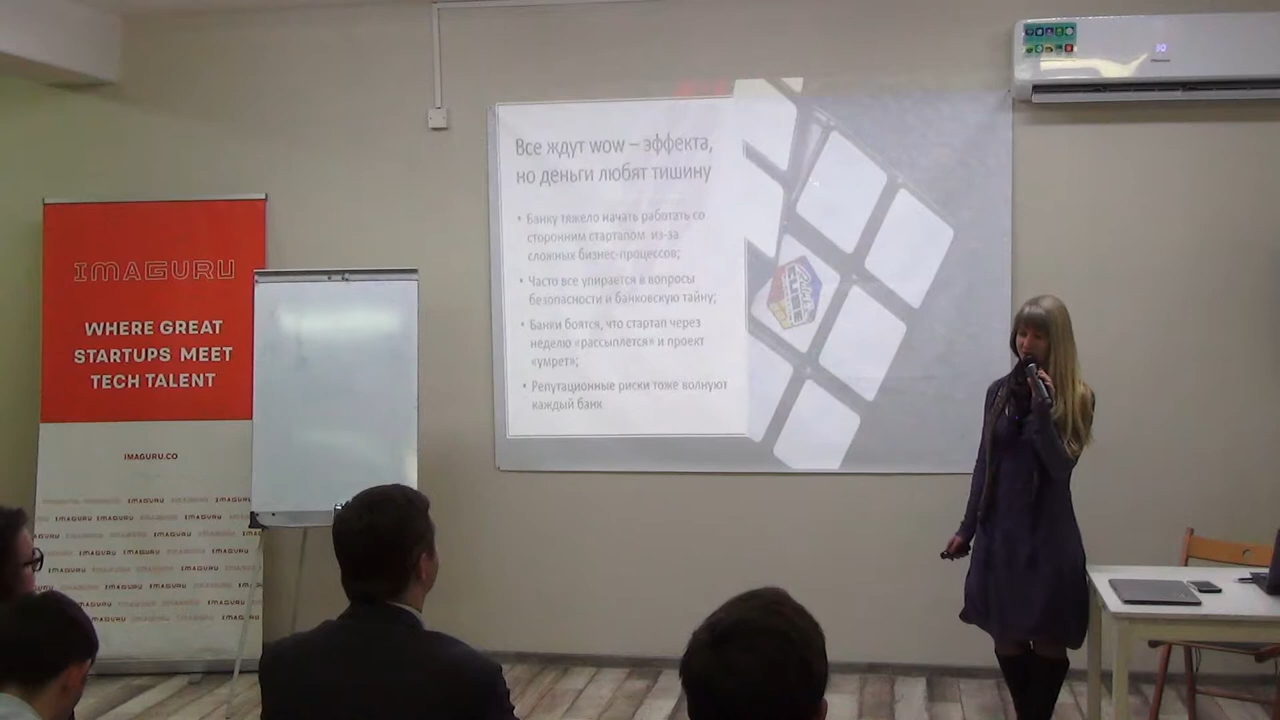 IMAGURU
WHERE GREAT
STARTUPS MEET
TECH TALENT
IMAGURU.CO
Все ждут wow – эффекта,
но деньги любят тишину
• Банку тяжело начать работать со
сторонним стартапом из-за
сложных бизнес-процессов;
• Часто все упирается в вопросы
безопасности и банковскую тайну;
• Банки боятся, что стартап через
неделю «рассыплется» и проект
«умрет»;
• Репутационные риски тоже волнуют
каждый банк
Hisense